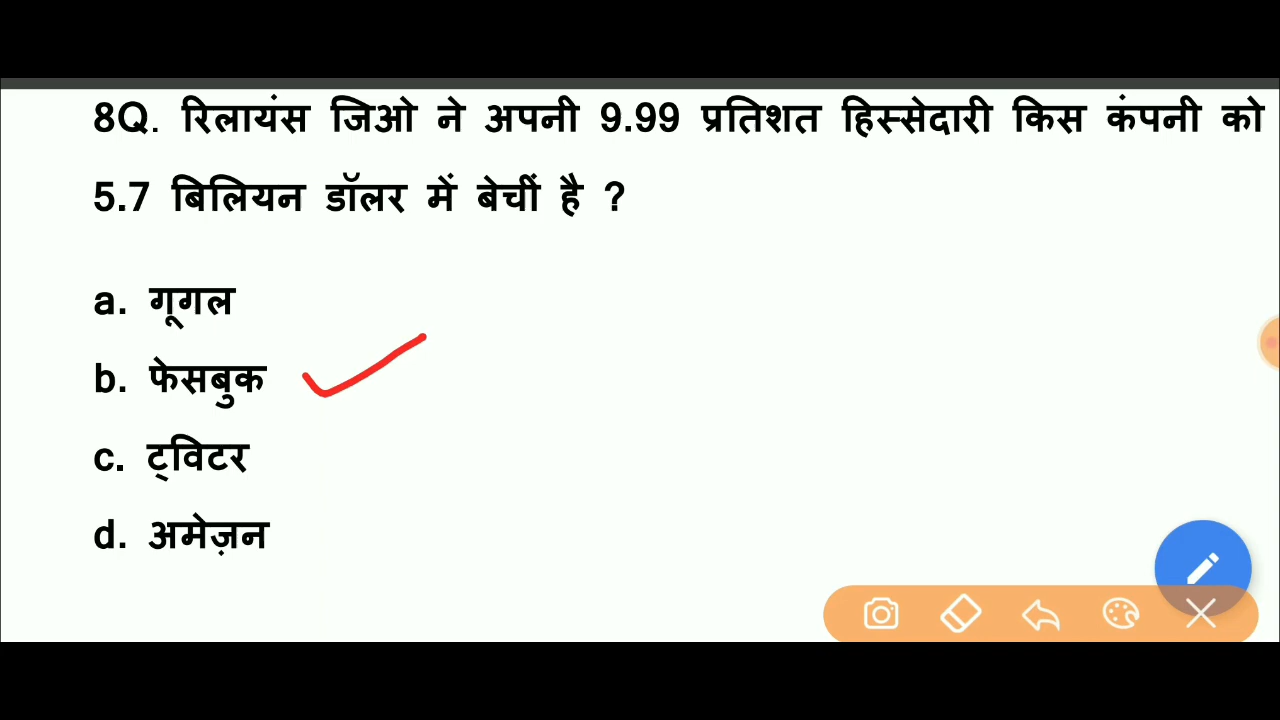 8Q. रिलायंस जिओ ने अपनी 9.99 प्रतिशत हिस्सेदारी किस कंपनी को
5.7 बिलियन डॉलर में बेचीं है ?
a. गूगल
b. फेसबुक
c. ट्विटर
d. अमेज़न